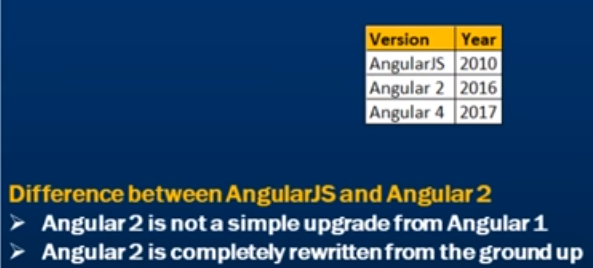 Version Year
AngularJS 2010
Angular 2 2016
Angular 4 2017
Difference between AngularJS and Angular 2
➢ Angular 2 is not a simple upgrade from Angular 1
➢ Angular 2 is completely rewritten from the ground up